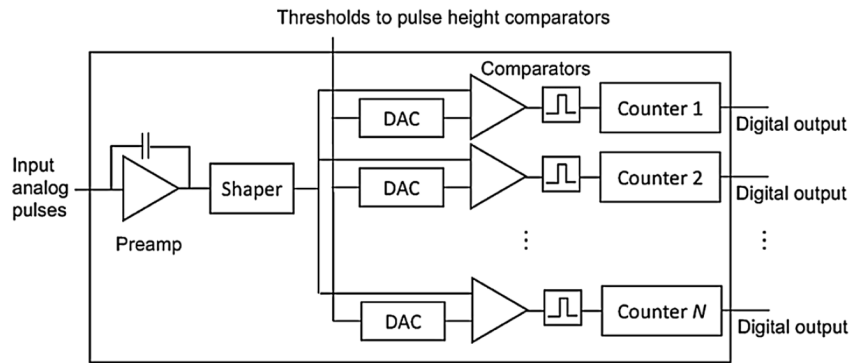 Thresholds to pulse height comparators
Comparators
DAC
Counter 1
Digital output
Input
analog
pulses
Shaper
Preamp
DAC
Counter 2
Digital output
DAC
Counter N
Digital output